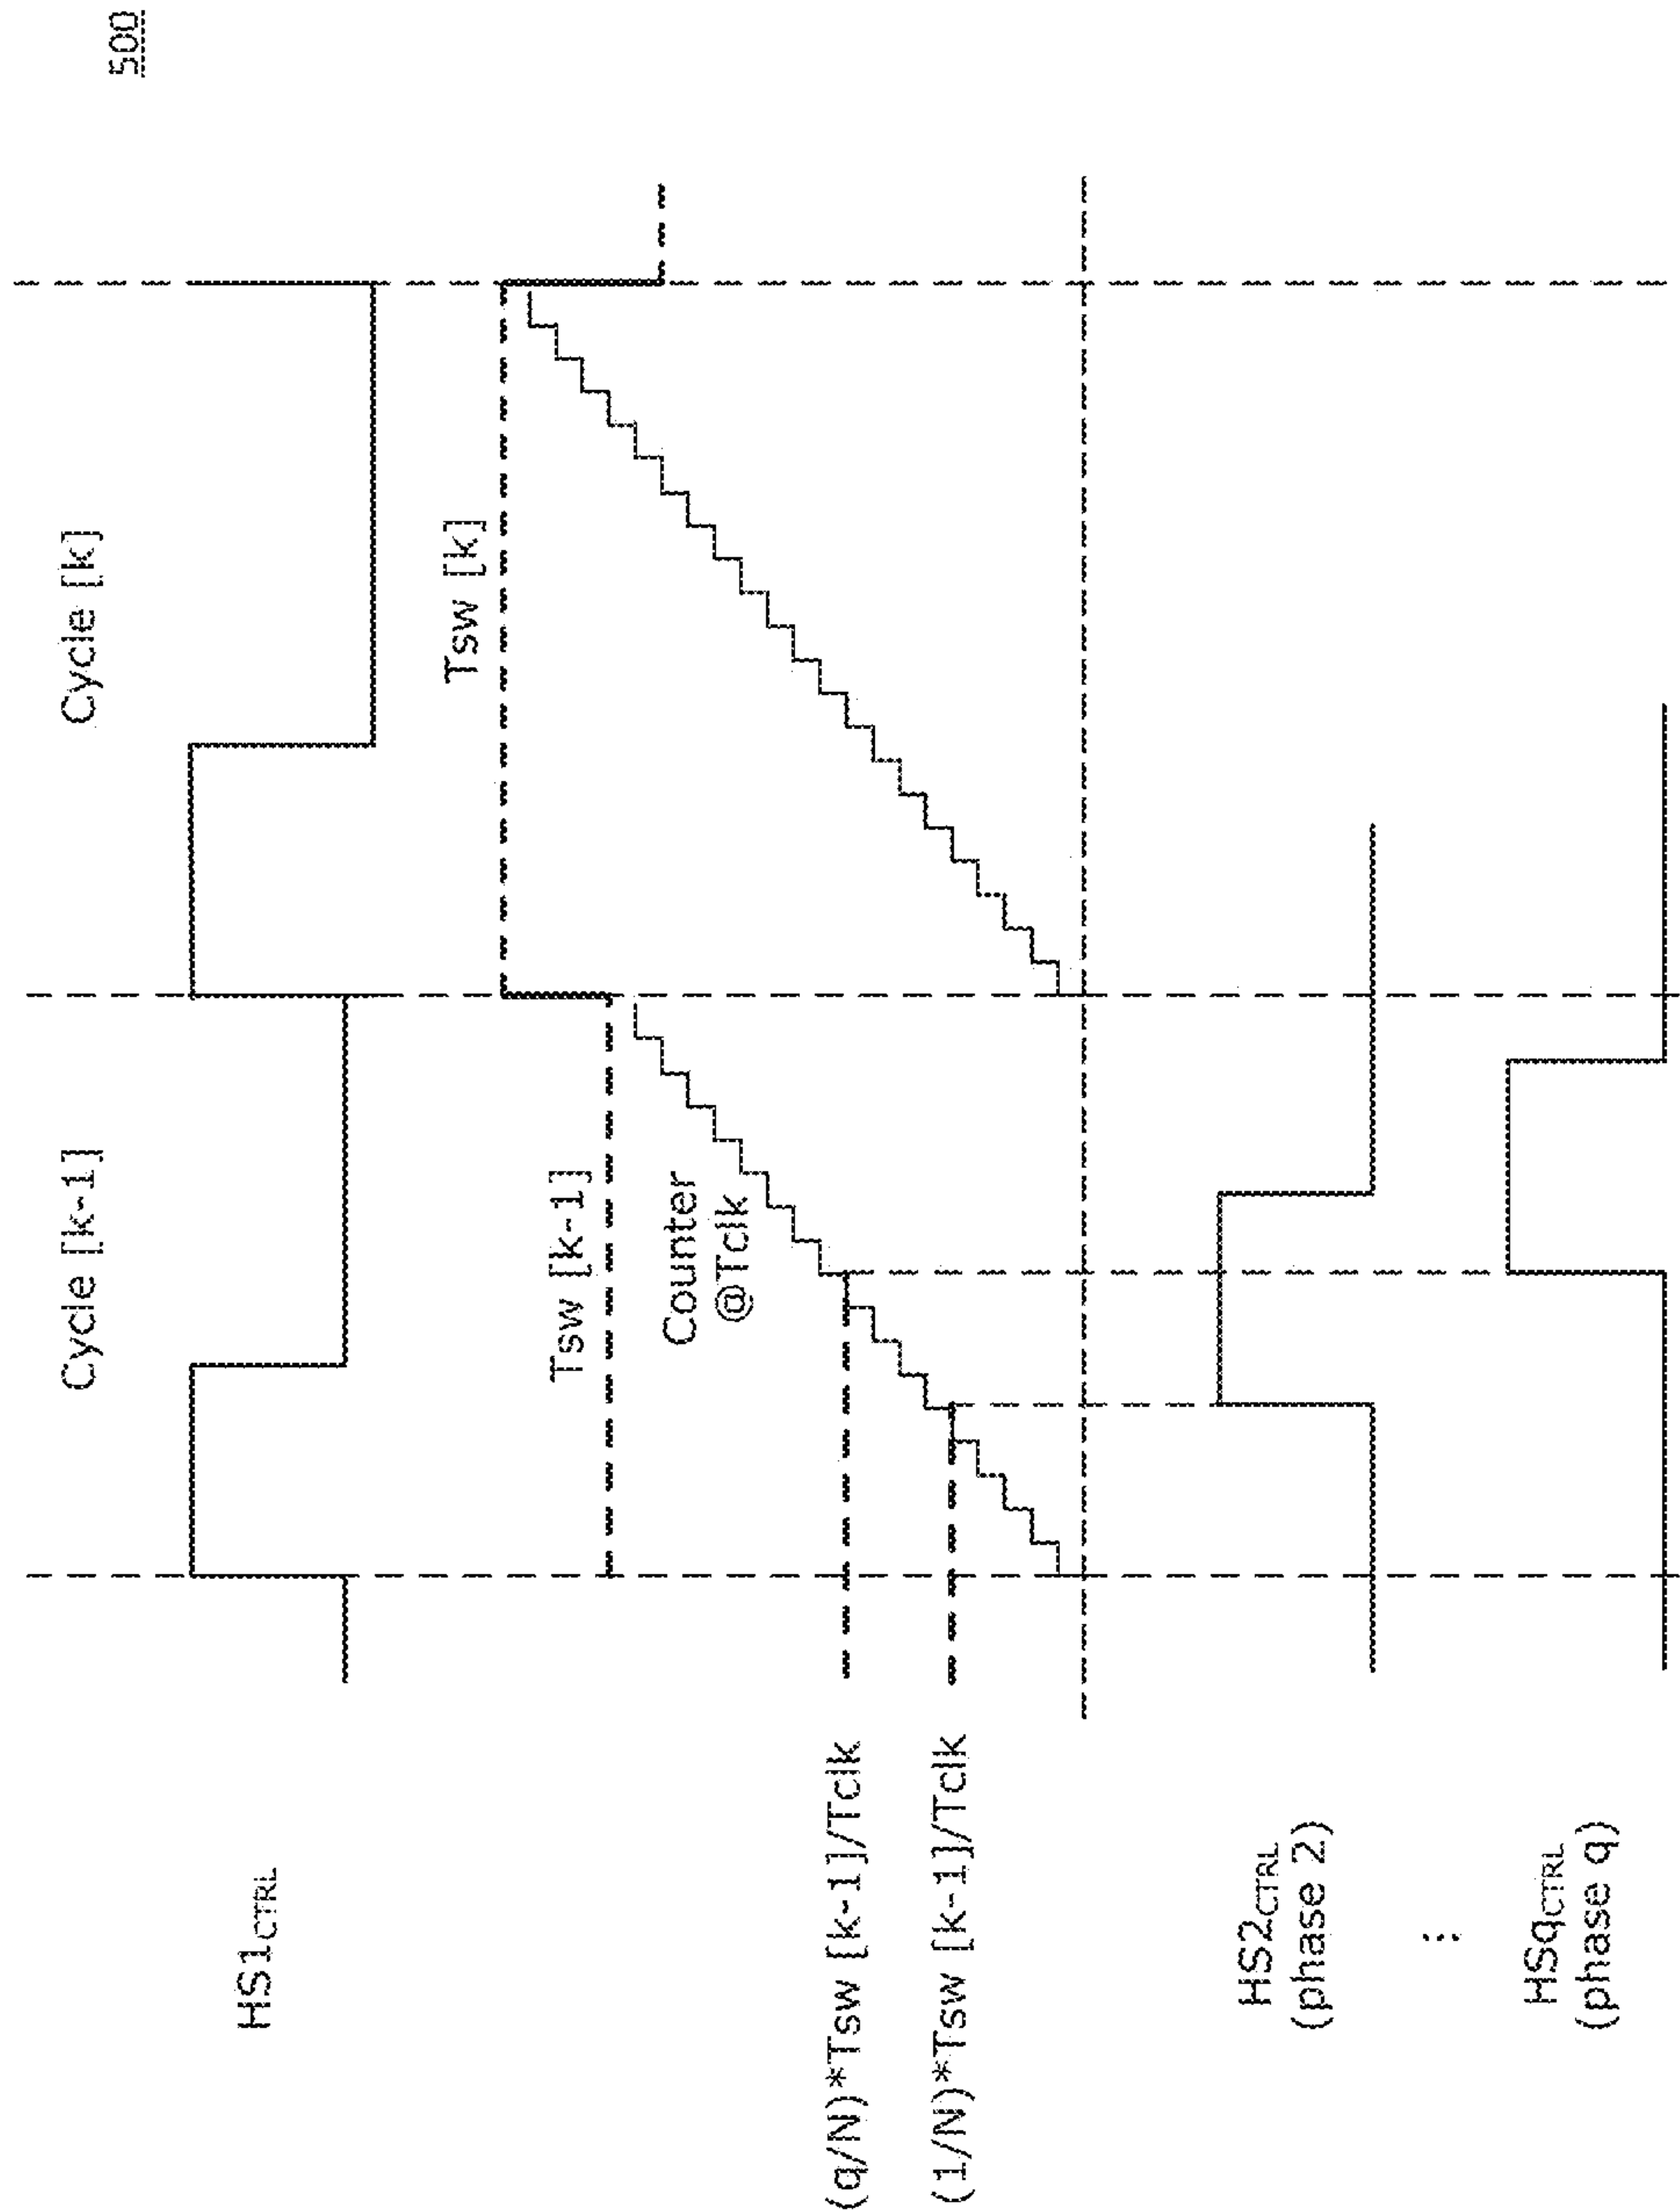 500
Cycle [k-1]
Cycle [k]
HS1CTRL
Tsw [k]
Tsw [k-1]
Counter
@Tclk
(q/N)*Tsw [k-1]/Tclk
(1/N)*Tsw [k-1]/Tclk
HS2CTRL
(phase 2)
⋮
HSqCTRL
(phase q)